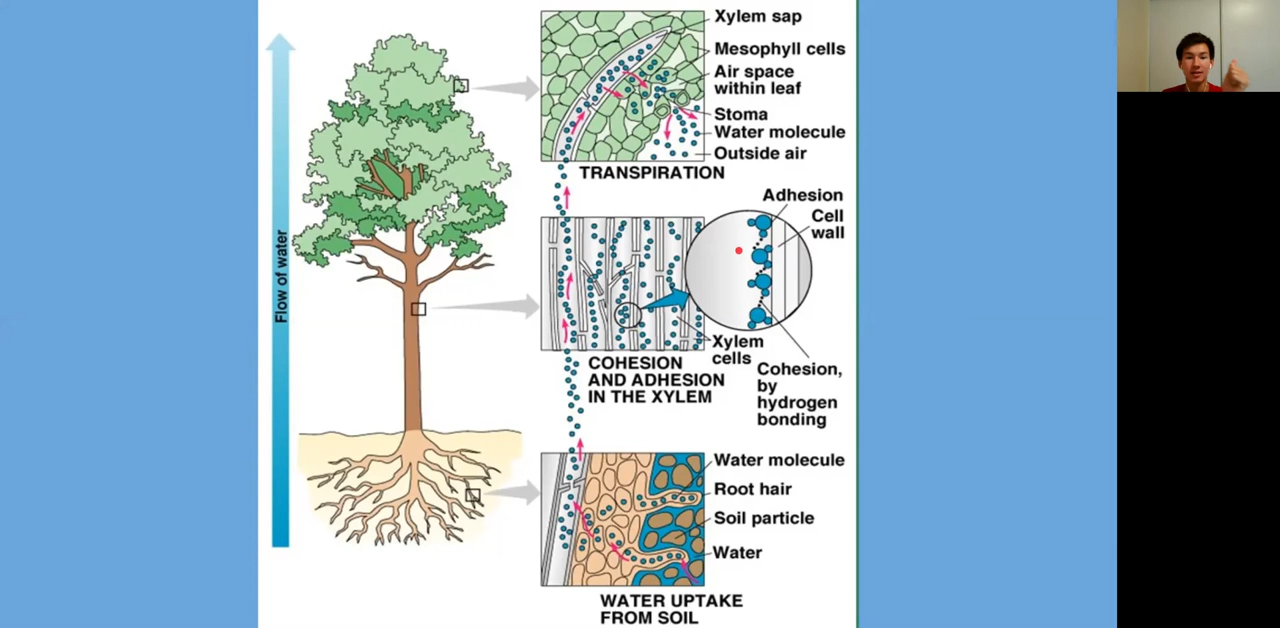 Flow of water
Xylem sap
Mesophyll cells
Air space
within leaf
Stoma
Water molecule
Outside air
TRANSPIRATION
Adhesion
Cell
wall
Xylem
cells
COHESION
AND ADHESION
IN THE XYLEM
Cohesion,
by
hydrogen
bonding
Water molecule
Root hair
Soil particle
Water
WATER UPTAKE
FROM SOIL